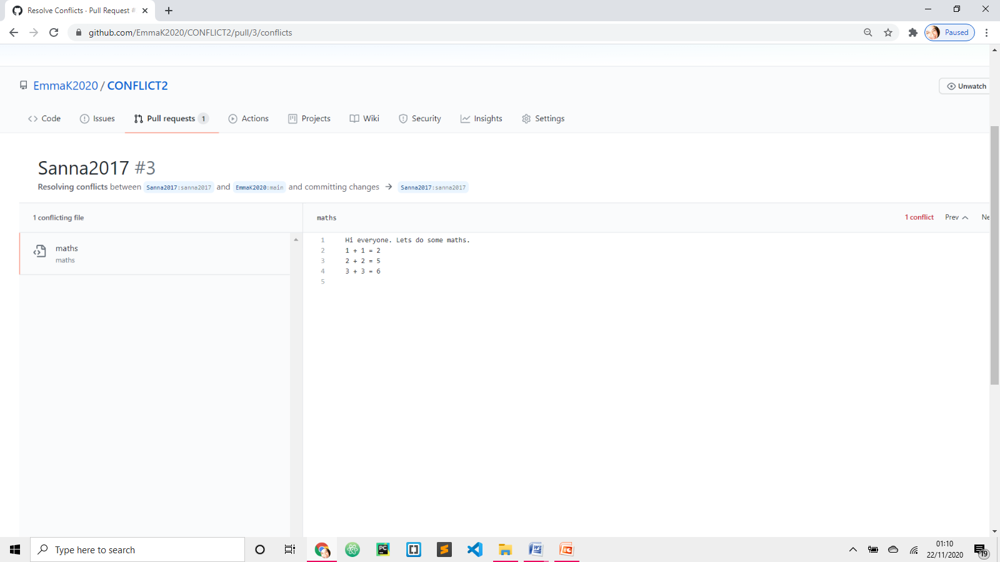 Resolve Conflicts · Pull Request #
github.com/EmmaK2020/CONFLICT2/pull/3/conflicts
Paused
EmmaK2020 / CONFLICT2
Unwatch
Code Issues Pull requests 1 Actions Projects Wiki Security Insights Settings
Sanna2017 #3
Resolving conflicts between Sanna2017:sanna2017 and EmmaK2020:main and committing changes → Sanna2017:sanna2017
1 conflicting file
maths
maths
maths
1 conflict Prev Ne
1 Hi everyone. Lets do some maths.
2 1 + 1 = 2
3 2 + 2 = 5
4 3 + 3 = 6
5
Type here to search
PC
WE
EC
01:10
22/11/2020
19